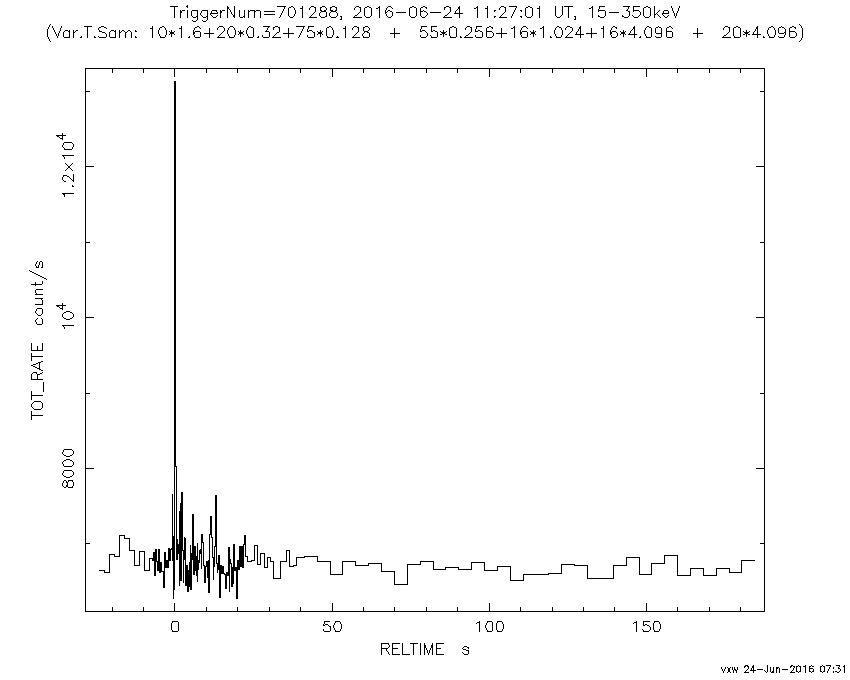 TriggerNum=701288, 2016-06-24 11:27:01 UT, 15-350keV
(Var.T.Sam: 10*1.6+20*0.32+75*0.128 + 55*0.256+16*1.024+16*4.096 + 20*4.096)
TOT_RATE count/s
1.2×10⁴
10⁴
8000
0 50 100 150
RELTIME s
vxw 24-Jun-2016 07:31